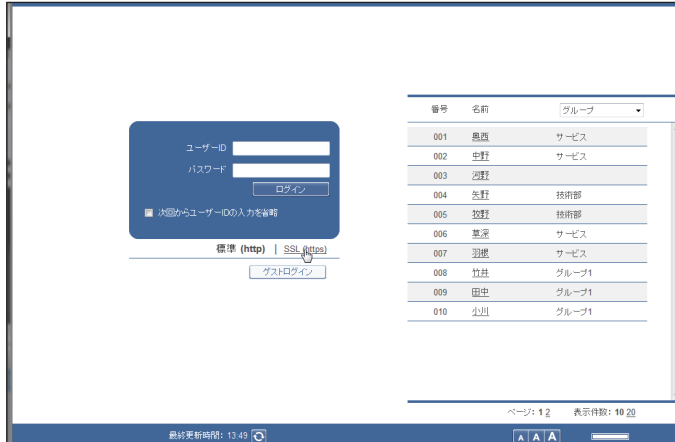 番号 名前 グループ
001 奥西 サービス
002 中野 サービス
003 河野
004 矢野 技術部
005 牧野 技術部
006 草深 サービス
007 羽根 サービス
008 竹井 グループ1
009 田中 グループ1
010 小川 グループ1
ユーザーID
パスワード
ログイン
次回からユーザーIDの入力を省略
標準 (http) | SSL (https)
ゲストログイン
ページ: 1 2 表示件数: 10 20
最終更新時間: 13:49
A A A